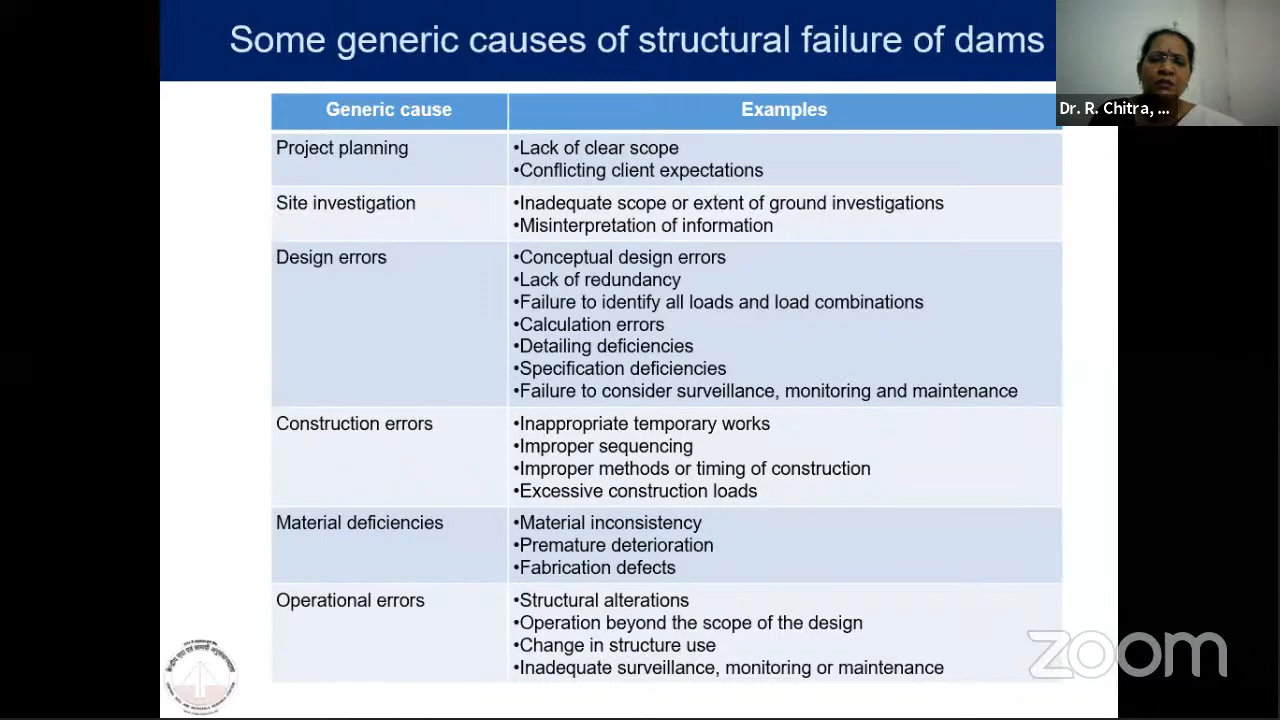 Some generic causes of structural failure of dams
Dr. R. Chitra, ...
Generic cause
Examples
Project planning
•Lack of clear scope
•Conflicting client expectations
Site investigation
•Inadequate scope or extent of ground investigations
•Misinterpretation of information
Design errors
•Conceptual design errors
•Lack of redundancy
•Failure to identify all loads and load combinations
•Calculation errors
•Detailing deficiencies
•Specification deficiencies
•Failure to consider surveillance, monitoring and maintenance
Construction errors
•Inappropriate temporary works
•Improper sequencing
•Improper methods or timing of construction
•Excessive construction loads
Material deficiencies
•Material inconsistency
•Premature deterioration
•Fabrication defects
Operational errors
•Structural alterations
•Operation beyond the scope of the design
•Change in structure use
•Inadequate surveillance, monitoring or maintenance
zoom